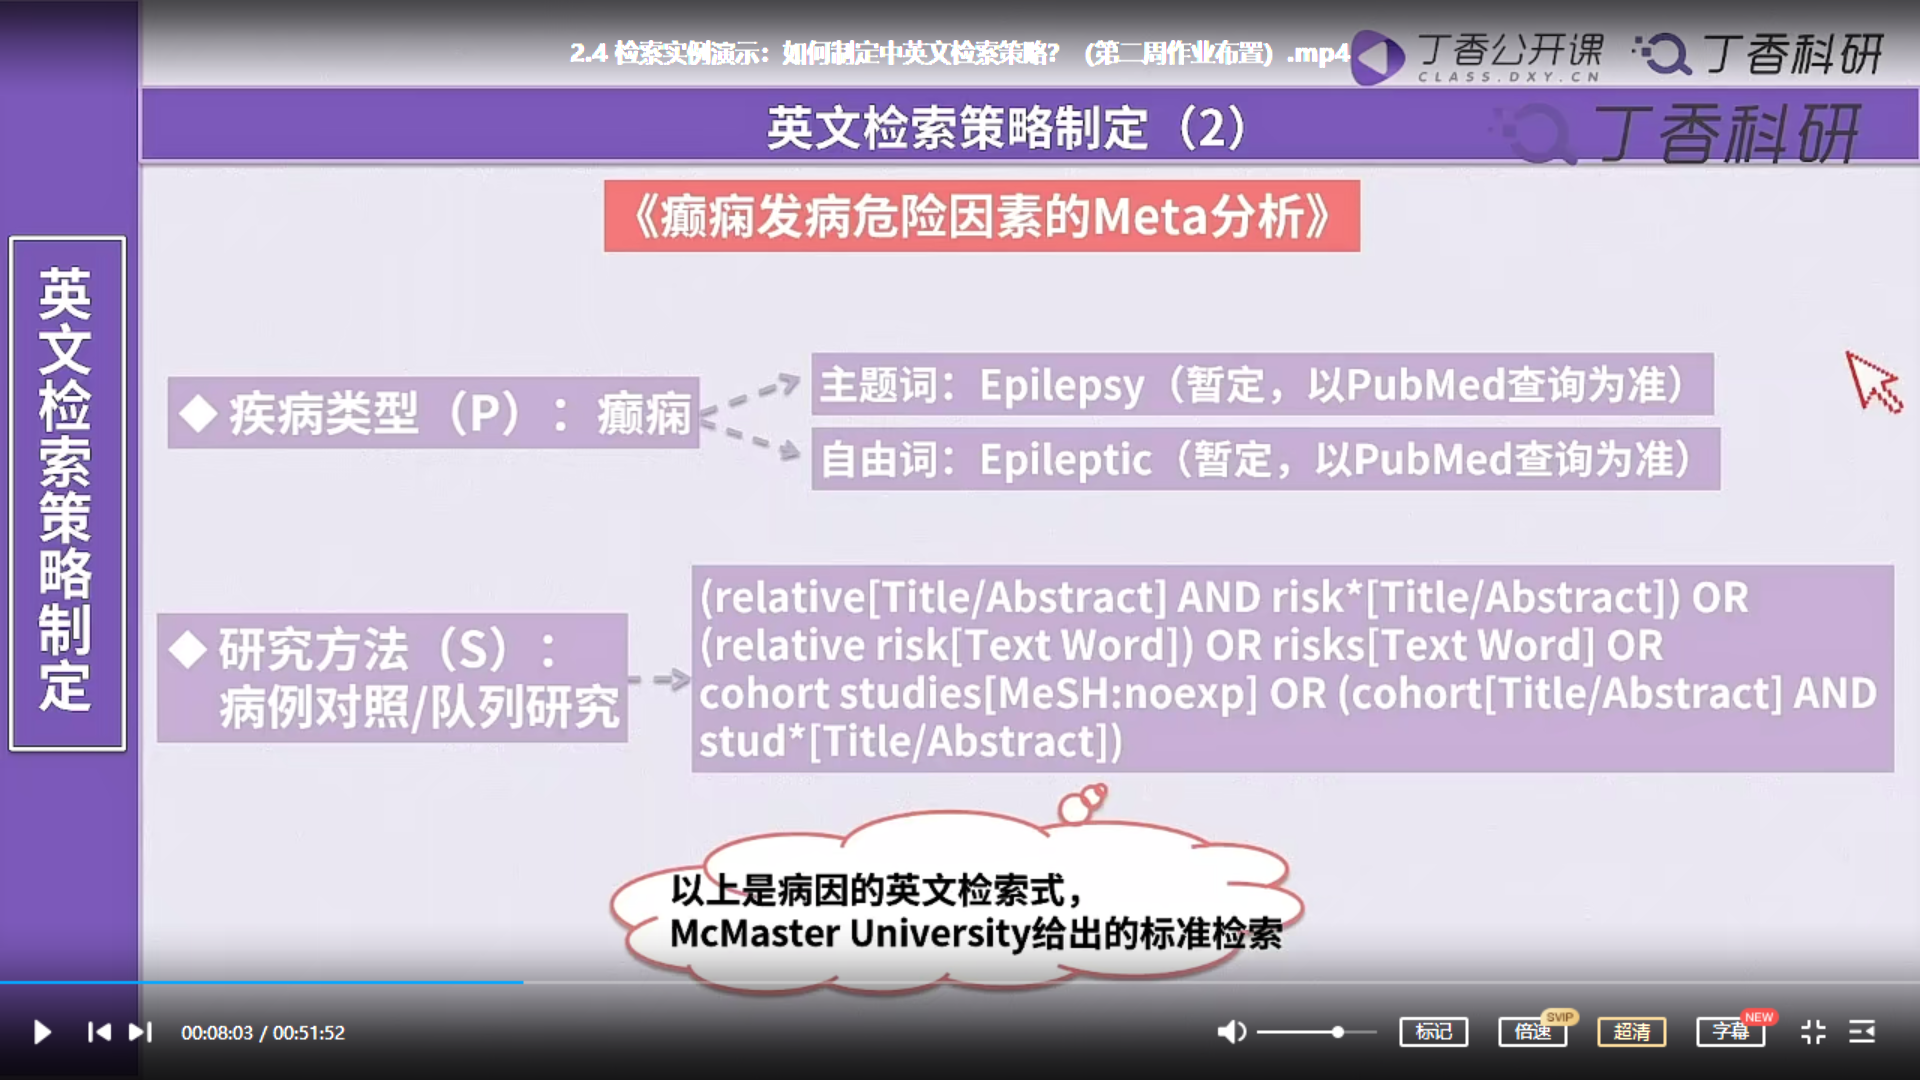 2.4 检索实例演示：如何制定中英文检索策略？（第二周作业布置）.mp4
丁香公开课
CLASS.DXY.CN
丁香科研
英文检索策略制定（2）
丁香科研
《癫痫发病危险因素的Meta分析》
英文检索策略制定
◆ 疾病类型（P）：癫痫
主题词：Epilepsy（暂定，以PubMed查询为准）
自由词：Epileptic（暂定，以PubMed查询为准）
◆ 研究方法（S）：
病例对照/队列研究
(relative[Title/Abstract] AND risk*[Title/Abstract]) OR
(relative risk[Text Word]) OR risks[Text Word] OR
cohort studies[MeSH:noexp] OR (cohort[Title/Abstract] AND
stud*[Title/Abstract])
以上是病因的英文检索式，
McMaster University给出的标准检索
00:08:03 / 00:51:52
标记
倍速
SVIP
超清
字幕
NEW